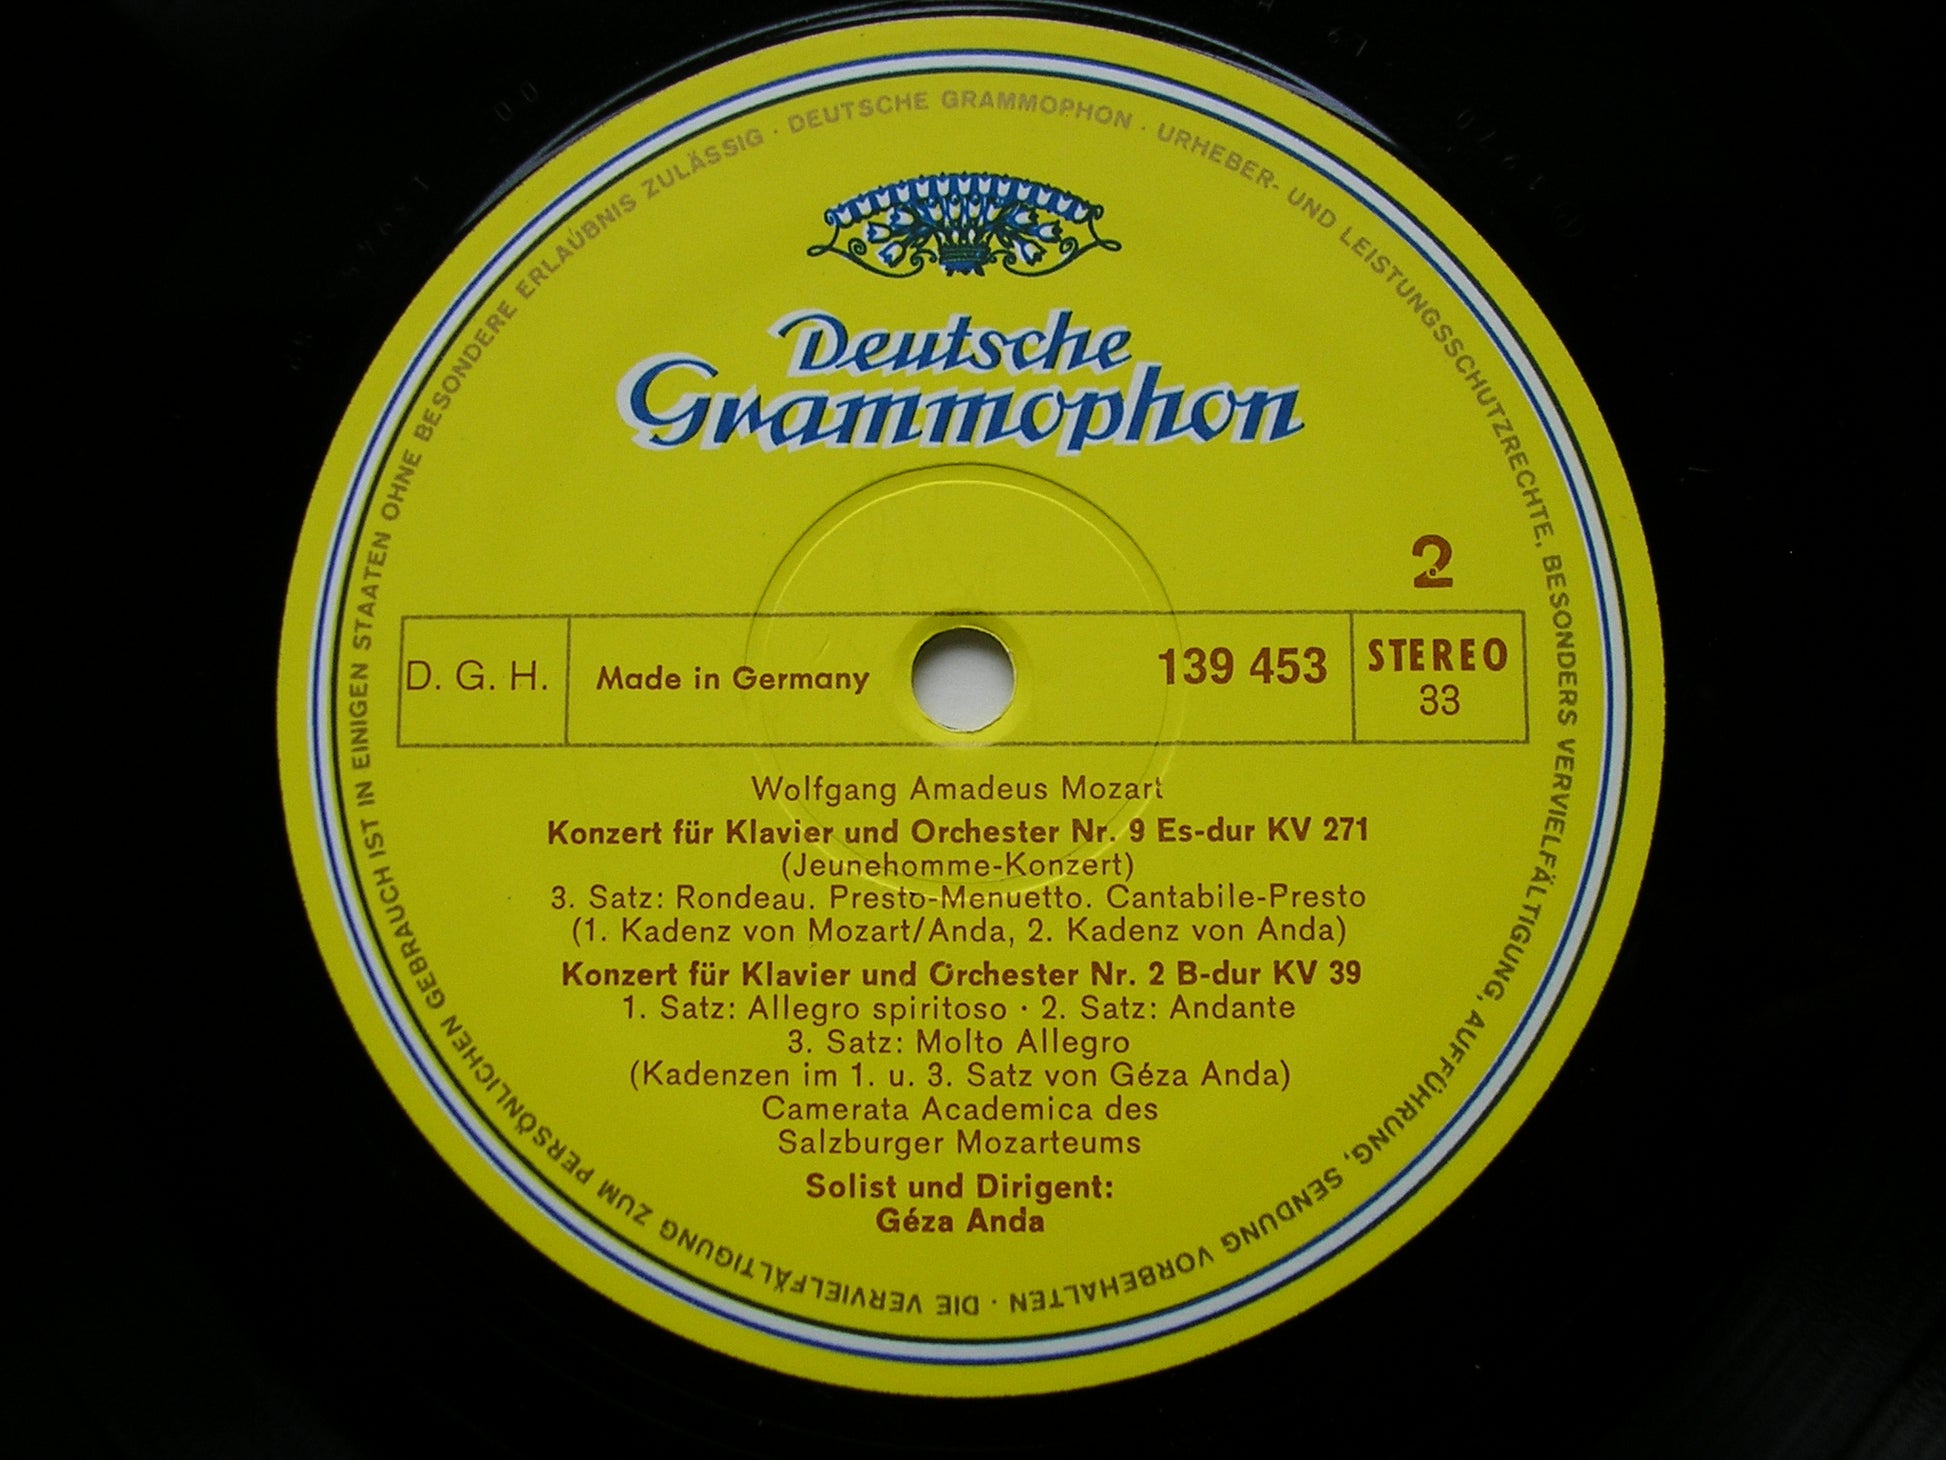 DEUTSCHE GRAMMOPHON · URHEBER- UND LEISTUNGSSCHUTZRECHTE, BESONDERS VERVIELFÄLTIGUNG, AUFFÜHRUNG, SENDUNG VORBEHALTEN · DIE VERVIELFÄLTIGUNG ZUM PERSÖNLICHEN GEBRAUCH IST IN EINIGEN STAATEN OHNE BESONDERE ERLAUBNIS ZULÄSSIG ·
Deutsche
Grammophon
2
D. G. H.
Made in Germany
139 453
STEREO
33
Wolfgang Amadeus Mozart
Konzert für Klavier und Orchester Nr. 9 Es-dur KV 271
(Jeunehomme-Konzert)
3. Satz: Rondeau. Presto-Menuetto. Cantabile-Presto
(1. Kadenz von Mozart/Anda, 2. Kadenz von Anda)
Konzert für Klavier und Orchester Nr. 2 B-dur KV 39
1. Satz: Allegro spiritoso · 2. Satz: Andante
3. Satz: Molto Allegro
(Kadenzen im 1. u. 3. Satz von Géza Anda)
Camerata Academica des
Salzburger Mozarteums
Solist und Dirigent:
Géza Anda